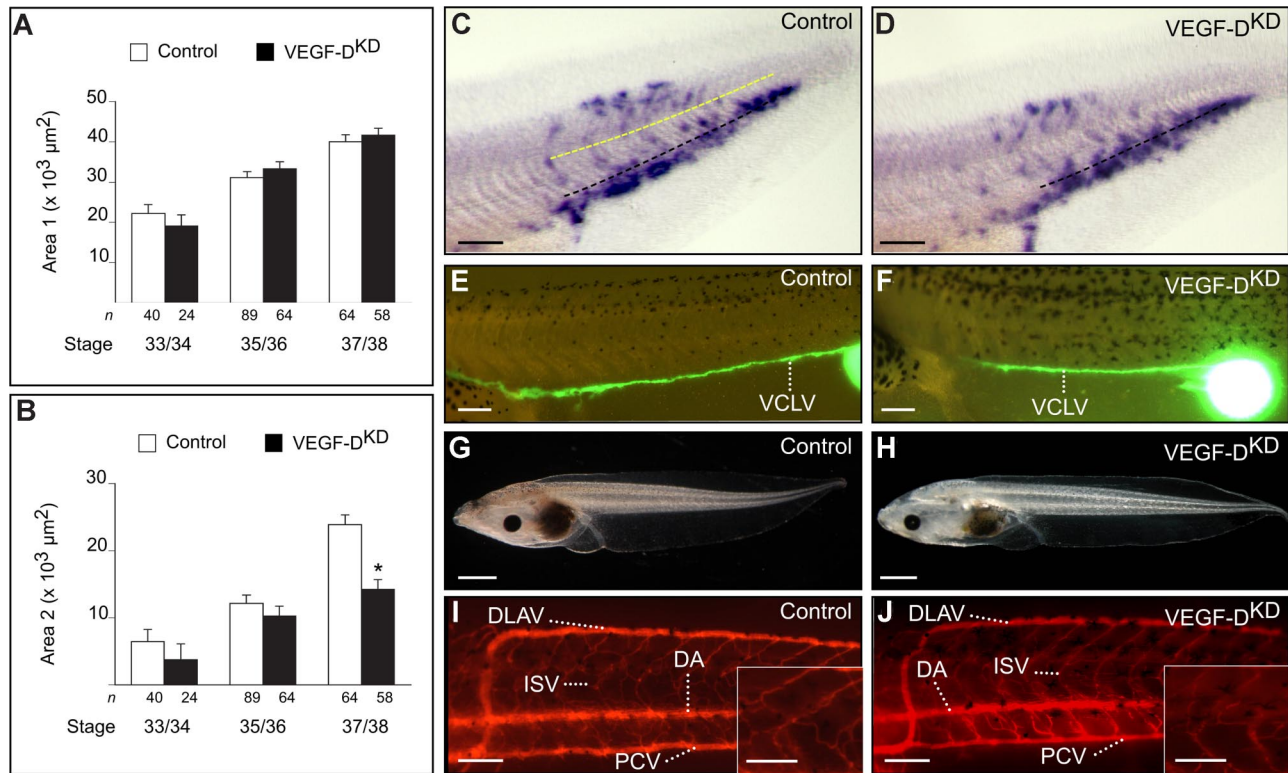 A
Control VEGF-Dᴷᴰ
Area 1 (x 10³ µm²)
50
40
30
20
10
n 40 24 89 64 64 58
Stage 33/34 35/36 37/38
B
Control VEGF-Dᴷᴰ
Area 2 (x 10³ µm²)
30
20
10
*
n 40 24 89 64 64 58
Stage 33/34 35/36 37/38
C Control
D VEGF-Dᴷᴰ
E Control
VCLV
F VEGF-Dᴷᴰ
VCLV
G Control
H VEGF-Dᴷᴰ
I Control
DLAV
DA
ISV
PCV
J VEGF-Dᴷᴰ
DLAV
ISV
DA
PCV